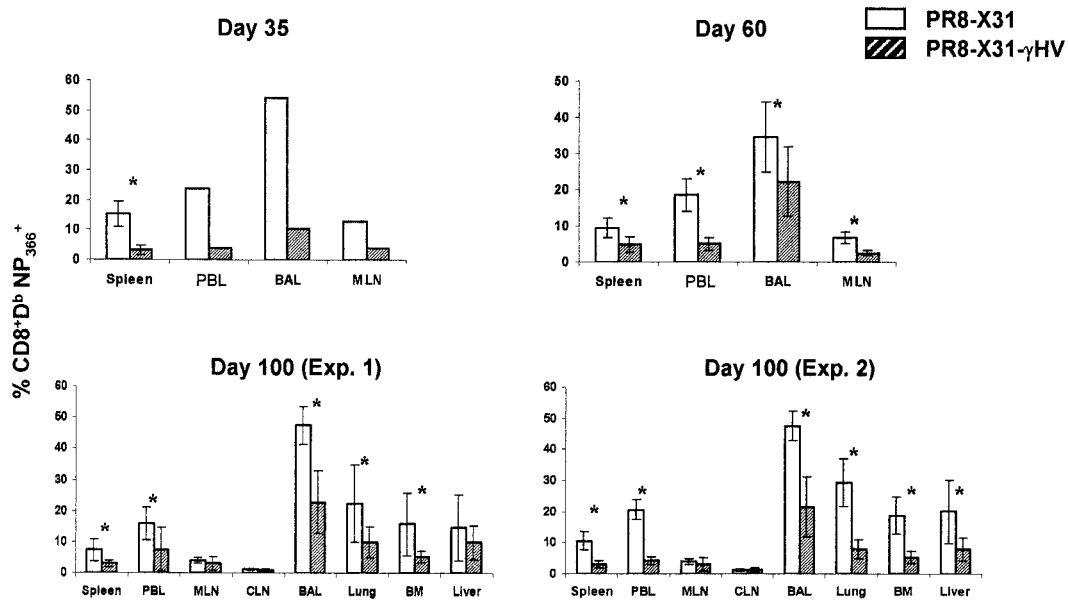 Day 35
Day 60
PR8-X31
PR8-X31-γHV
% CD8+Db NP366+
60
50
40
30
20
10
0
*
Spleen PBL BAL MLN
50
40
30
20
10
0
* * * *
Spleen PBL BAL MLN
Day 100 (Exp. 1)
Day 100 (Exp. 2)
60
50
40
30
20
10
0
* * * * *
Spleen PBL MLN CLN BAL Lung BM Liver
60
50
40
30
20
10
0
* * * * * *
Spleen PBL MLN CLN BAL Lung BM Liver